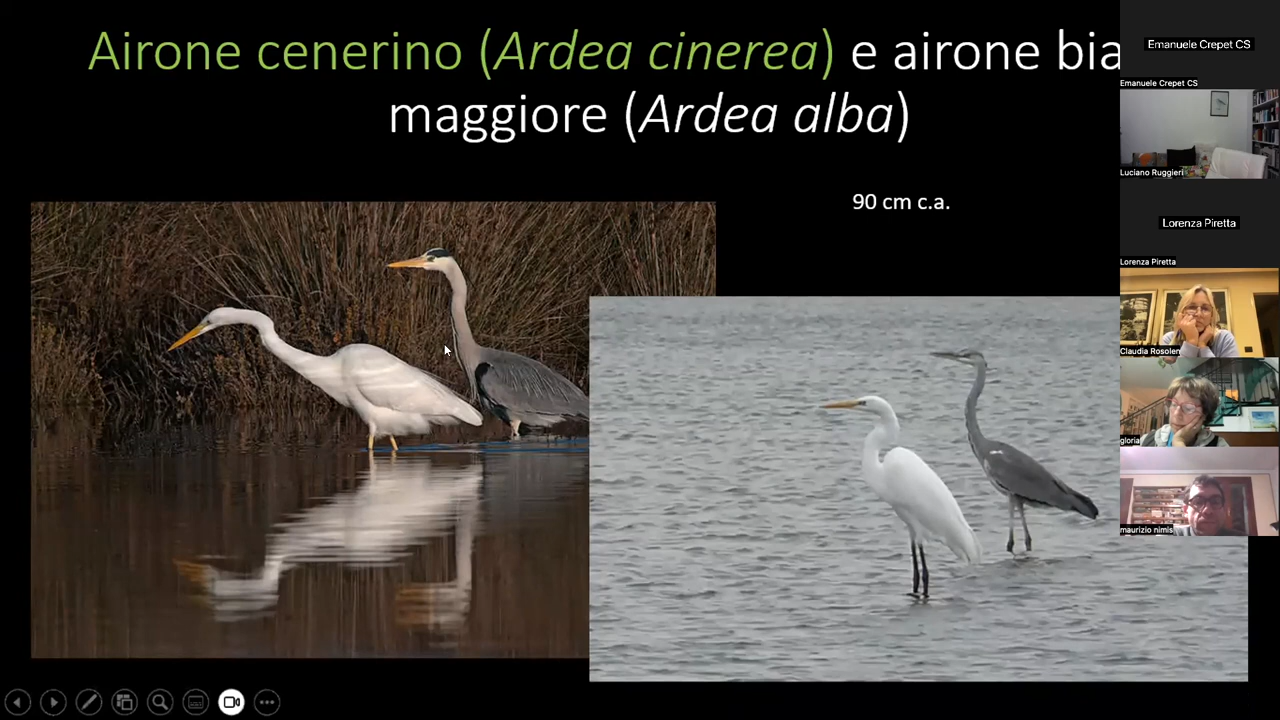 Airone cenerino (Ardea cinerea) e airone bia
maggiore (Ardea alba)
90 cm c.a.
Emanuele Crepet CS
Emanuele Crepet CS
Luciano Ruggieri
Lorenza Piretta
Lorenza Piretta
Claudia Rosolen
gloria
maurizio nimis